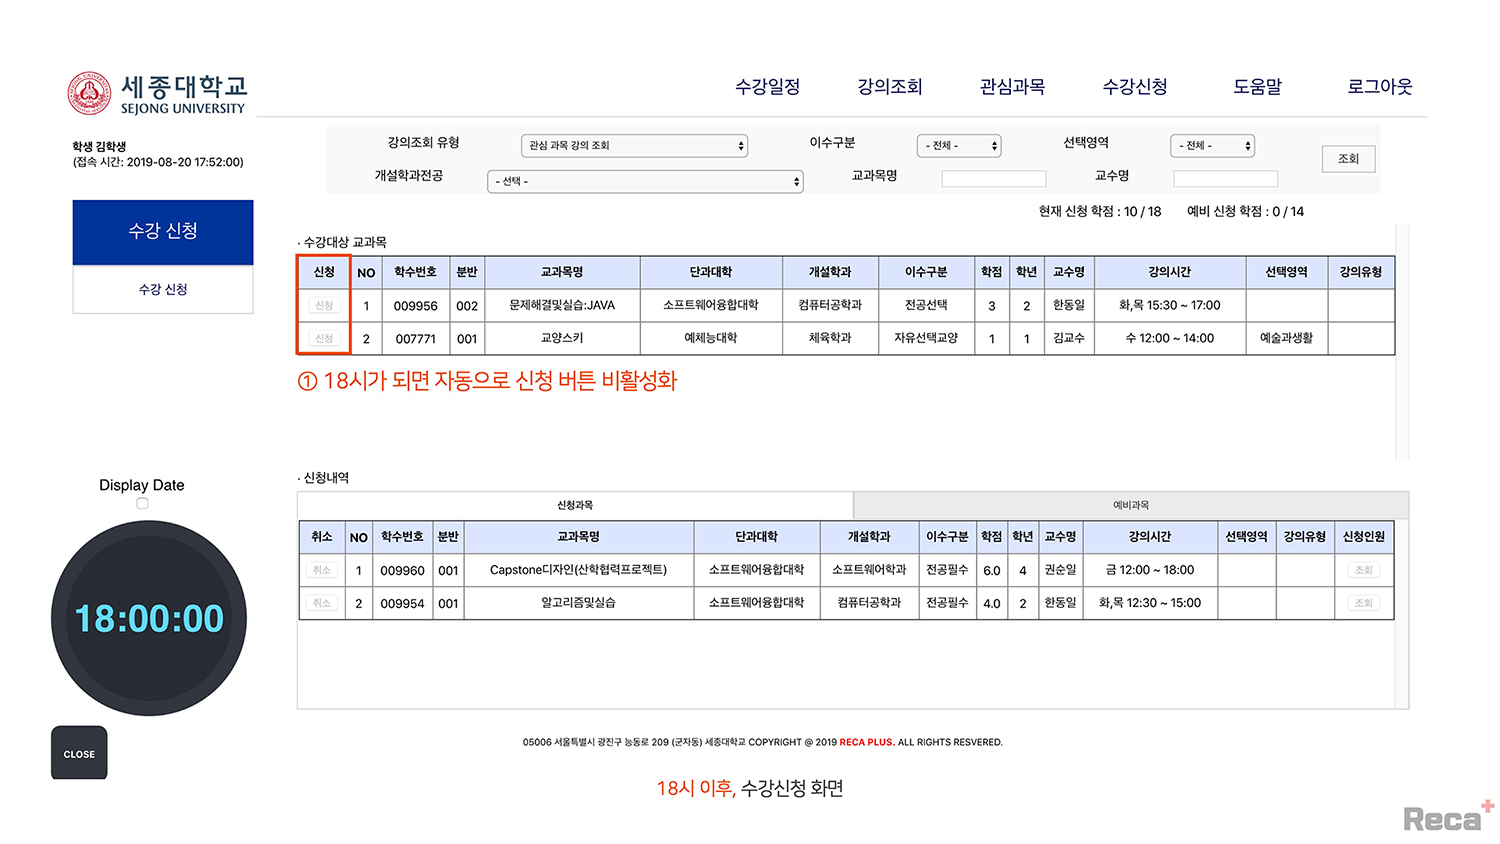 세종대학교
SEJONG UNIVERSITY
수강일정 강의조회 관심과목 수강신청 도움말 로그아웃
학생 김학생
(접속 시간: 2019-08-20 17:52:00)
강의조회 유형 관심 과목 강의 조회 이수구분 - 전체 - 선택영역 - 전체 -
조회
개설학과전공 - 선택 - 교과목명 교수명
현재 신청 학점 : 10 / 18 예비 신청 학점 : 0 / 14
수강 신청
수강 신청
· 수강대상 교과목
신청 NO 학수번호 분반 교과목명 단과대학 개설학과 이수구분 학점 학년 교수명 강의시간 선택영역 강의유형
신청 1 009956 002 문제해결및실습:JAVA 소프트웨어융합대학 컴퓨터공학과 전공선택 3 2 한동일 화,목 15:30 ~ 17:00
신청 2 007771 001 교양스키 예체능대학 체육학과 자유선택교양 1 1 김교수 수 12:00 ~ 14:00 예술과생활
① 18시가 되면 자동으로 신청 버튼 비활성화
Display Date
18:00:00
CLOSE
· 신청내역
신청과목 예비과목
취소 NO 학수번호 분반 교과목명 단과대학 개설학과 이수구분 학점 학년 교수명 강의시간 선택영역 강의유형 신청인원
취소 1 009960 001 Capstone디자인(산학협력프로젝트) 소프트웨어융합대학 소프트웨어학과 전공필수 6.0 4 권순일 금 12:00 ~ 18:00 조회
취소 2 009954 001 알고리즘및실습 소프트웨어융합대학 컴퓨터공학과 전공필수 4.0 2 한동일 화,목 12:30 ~ 15:00 조회
05006 서울특별시 광진구 능동로 209 (군자동) 세종대학교 COPYRIGHT @ 2019 RECA PLUS. ALL RIGHTS RESVERED.
18시 이후, 수강신청 화면
Reca+